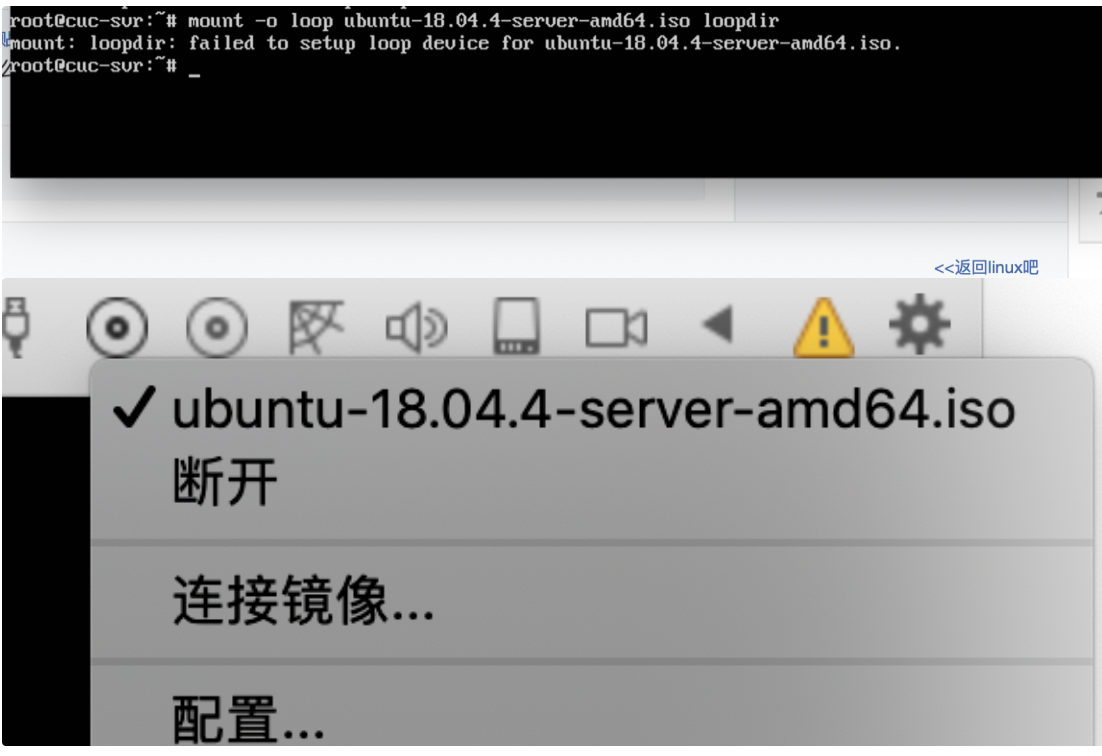 root@cuc-svr:~# mount -o loop ubuntu-18.04.4-server-amd64.iso loopdir
mount: loopdir: failed to setup loop device for ubuntu-18.04.4-server-amd64.iso.
root@cuc-svr:~# _
<<返回linux吧
✓ ubuntu-18.04.4-server-amd64.iso
断开
连接镜像...
配置...